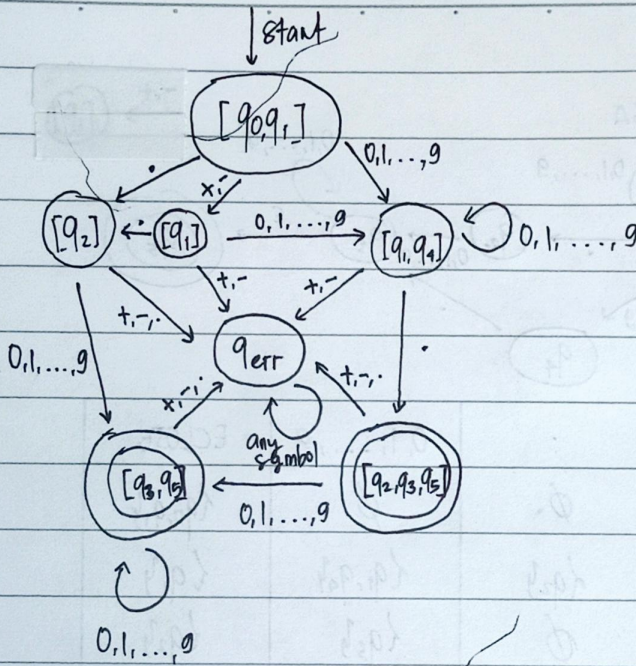 start
[q0,q1]
. x,- 0,1,...,9
[q2] . [q1] 0,1,...,9 [q1,q4] 0,1,...,9
+,-,. +,- +,-
0,1,...,9 qerr .
x,-,. +,-,.
any
symbol
[q3,q5] 0,1,...,9 [q2,q3,q5]
0,1,...,9